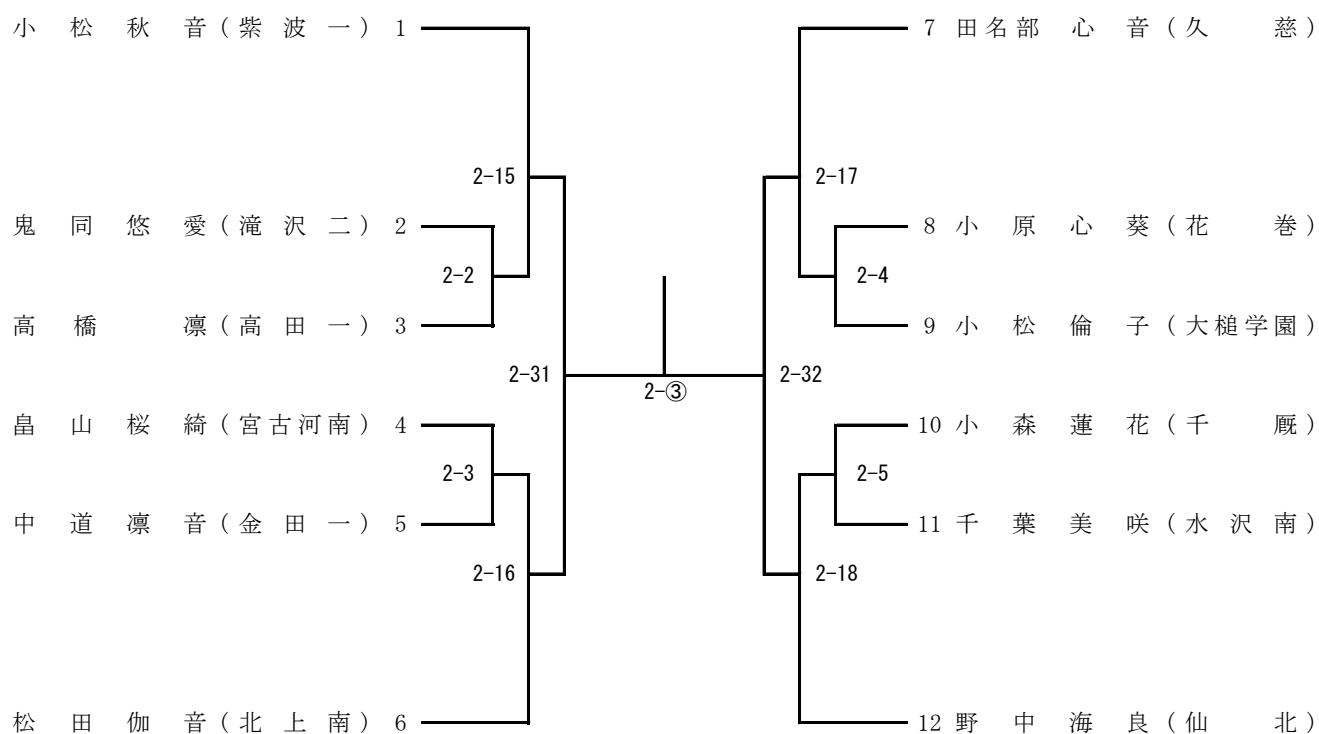 小松秋音(紫波一) 1
7 田名部心音(久慈)
2-15
2-17
鬼同悠愛(滝沢二) 2
8 小原心葵(花巻)
2-2
2-4
高橋凛(高田一) 3
9 小松倫子(大槌学園)
2-31
2-③
2-32
畠山桜綺(宮古河南) 4
10 小森蓮花(千厩)
2-3
2-5
中道凛音(金田一) 5
11 千葉美咲(水沢南)
2-16
2-18
松田伽音(北上南) 6
12 野中海良(仙北)